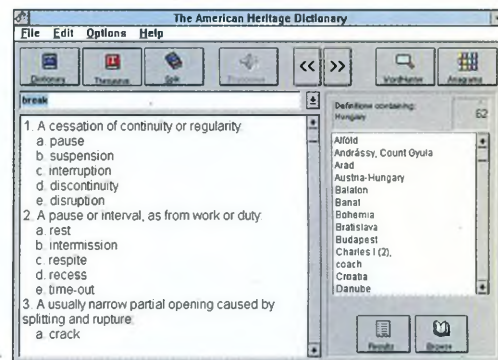 The American Heritage Dictionary
File Edit Options Help
Dictionary Thesaurus Spin << >> WordHunter Anagrams
break
1. A cessation of continuity or regularity:
a. pause
b. suspension
c. interruption
d. discontinuity
e. disruption
2. A pause or interval, as from work or duty:
a. rest
b. intermission
c. respite
d. recess
e. time-out
3. A usually narrow partial opening caused by
splitting and rupture:
a. crack
Definitions containing:
Hungary
62
Alföld
Andrássy, Count Gyula
Arad
Austria-Hungary
Balaton
Banat
Bohemia
Bratislava
Budapest
Charles I (2),
coach
Croatia
Danube
Results Browse